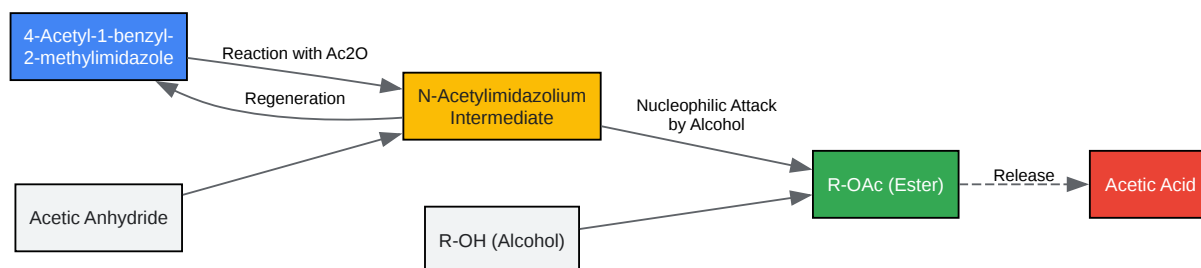 4-Acetyl-1-benzyl-
2-methylimidazole
Reaction with Ac2O
Regeneration
N-Acetylimidazolium
Intermediate
Nucleophilic Attack
by Alcohol
Acetic Anhydride
R-OH (Alcohol)
R-OAc (Ester)
Release
Acetic Acid